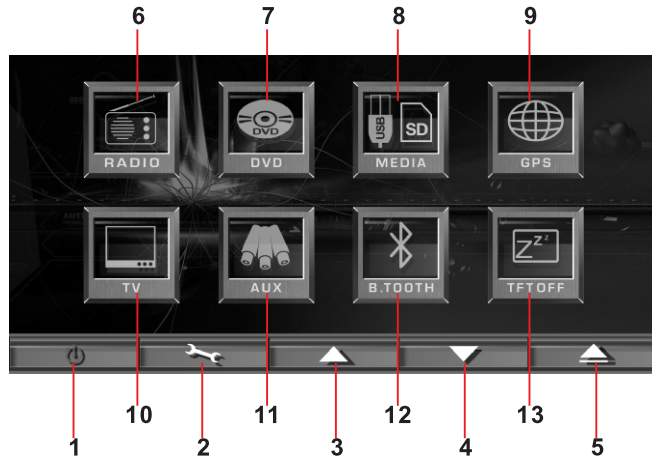 6 7 8 9
USB SD
DVD
RADIO DVD MEDIA GPS
Zzz
TV AUX B.TOOTH TFTOFF
10 11 12 13
1 2 3 4 5